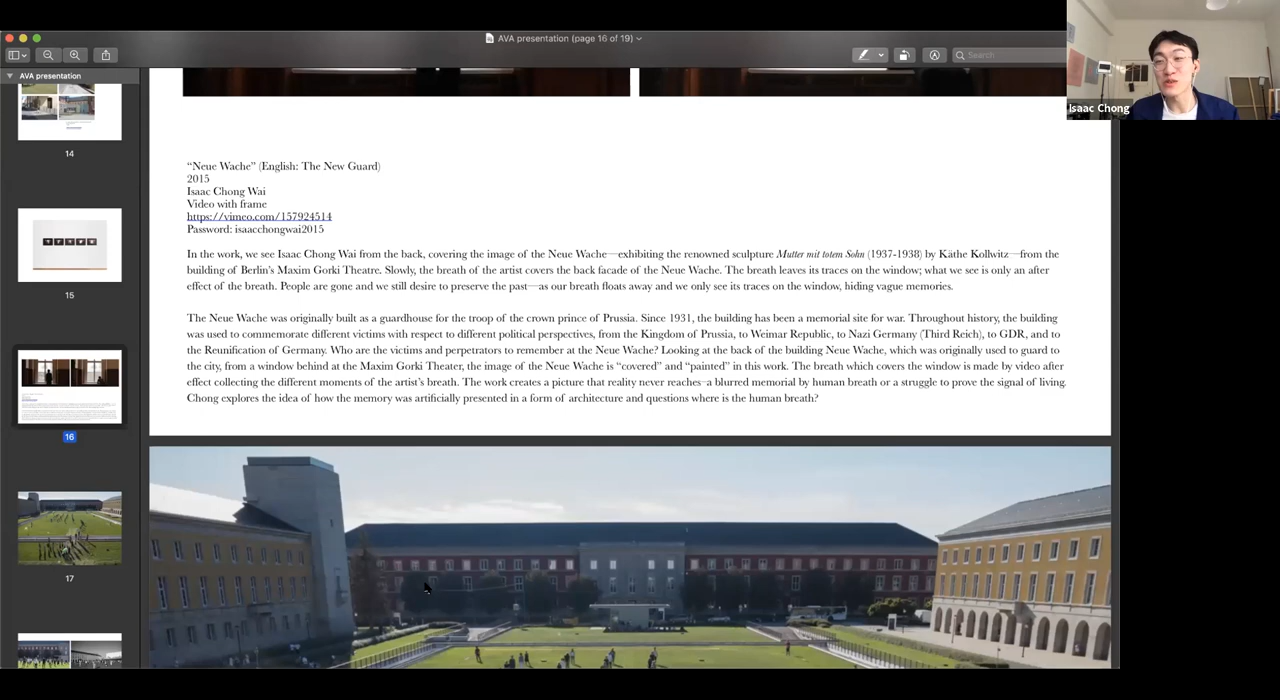 AVA presentation (page 16 of 19)
Search
AVA presentation
Isaac Chong
14
15
16
17
“Neue Wache” (English: The New Guard)
2015
Isaac Chong Wai
Video with frame
https://vimeo.com/157924514
Password: isaacchongwai2015
In the work, we see Isaac Chong Wai from the back, covering the image of the Neue Wache—exhibiting the renowned sculpture Mutter mit totem Sohn (1937-1938) by Käthe Kollwitz—from the
building of Berlin’s Maxim Gorki Theatre. Slowly, the breath of the artist covers the back facade of the Neue Wache. The breath leaves its traces on the window; what we see is only an after
effect of the breath. People are gone and we still desire to preserve the past—as our breath floats away and we only see its traces on the window, hiding vague memories.
The Neue Wache was originally built as a guardhouse for the troop of the crown prince of Prussia. Since 1931, the building has been a memorial site for war. Throughout history, the building
was used to commemorate different victims with respect to different political perspectives, from the Kingdom of Prussia, to Weimar Republic, to Nazi Germany (Third Reich), to GDR, and to
the Reunification of Germany. Who are the victims and perpetrators to remember at the Neue Wache? Looking at the back of the building Neue Wache, which was originally used to guard to
the city, from a window behind at the Maxim Gorki Theater, the image of the Neue Wache is “covered” and “painted” in this work. The breath which covers the window is made by video after
effect collecting the different moments of the artist’s breath. The work creates a picture that reality never reaches–a blurred memorial by human breath or a struggle to prove the signal of living.
Chong explores the idea of how the memory was artificially presented in a form of architecture and questions where is the human breath?